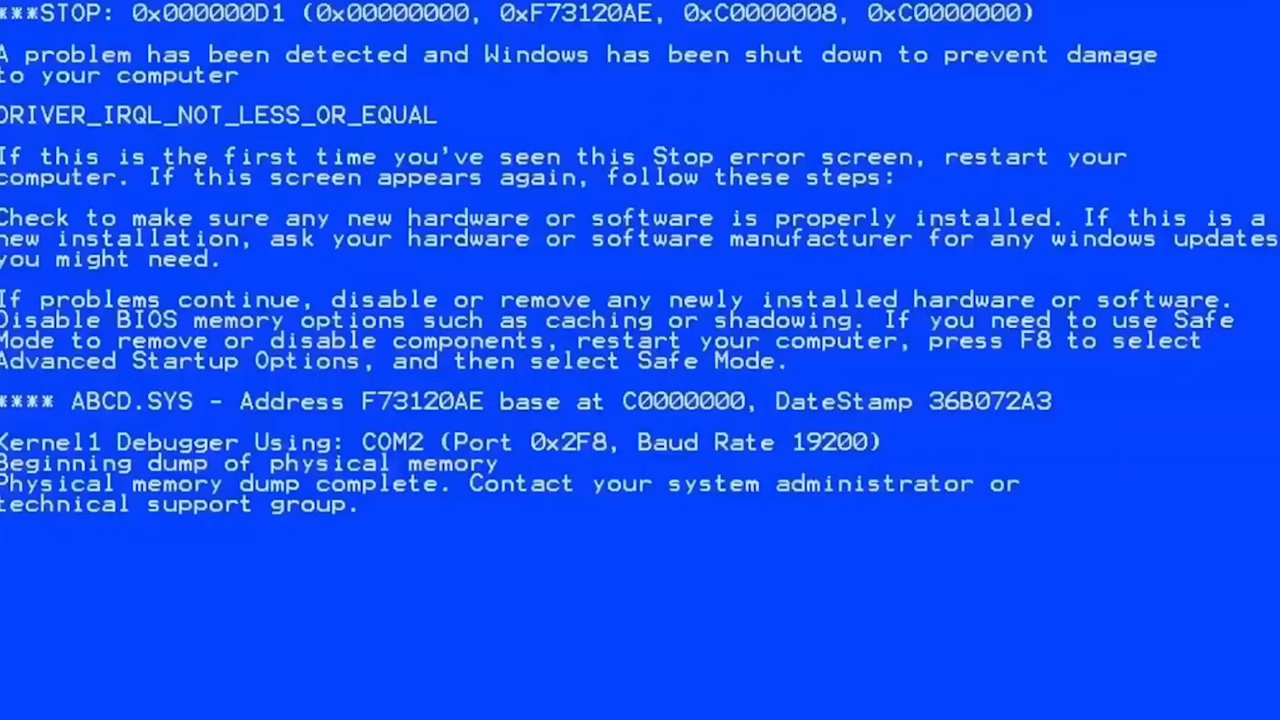 ***STOP: 0x000000D1 (0x00000000, 0xF73120AE, 0xC0000008, 0xC0000000)
A problem has been detected and Windows has been shut down to prevent damage
to your computer
DRIVER_IRQL_NOT_LESS_OR_EQUAL
If this is the first time you've seen this Stop error screen, restart your
computer. If this screen appears again, follow these steps:
Check to make sure any new hardware or software is properly installed. If this is a
new installation, ask your hardware or software manufacturer for any windows updates
you might need.
If problems continue, disable or remove any newly installed hardware or software.
Disable BIOS memory options such as caching or shadowing. If you need to use Safe
Mode to remove or disable components, restart your computer, press F8 to select
Advanced Startup Options, and then select Safe Mode.
**** ABCD.SYS - Address F73120AE base at C0000000, DateStamp 36B072A3
Kernel1 Debugger Using: COM2 (Port 0x2F8, Baud Rate 19200)
Beginning dump of physical memory
Physical memory dump complete. Contact your system administrator or
technical support group.